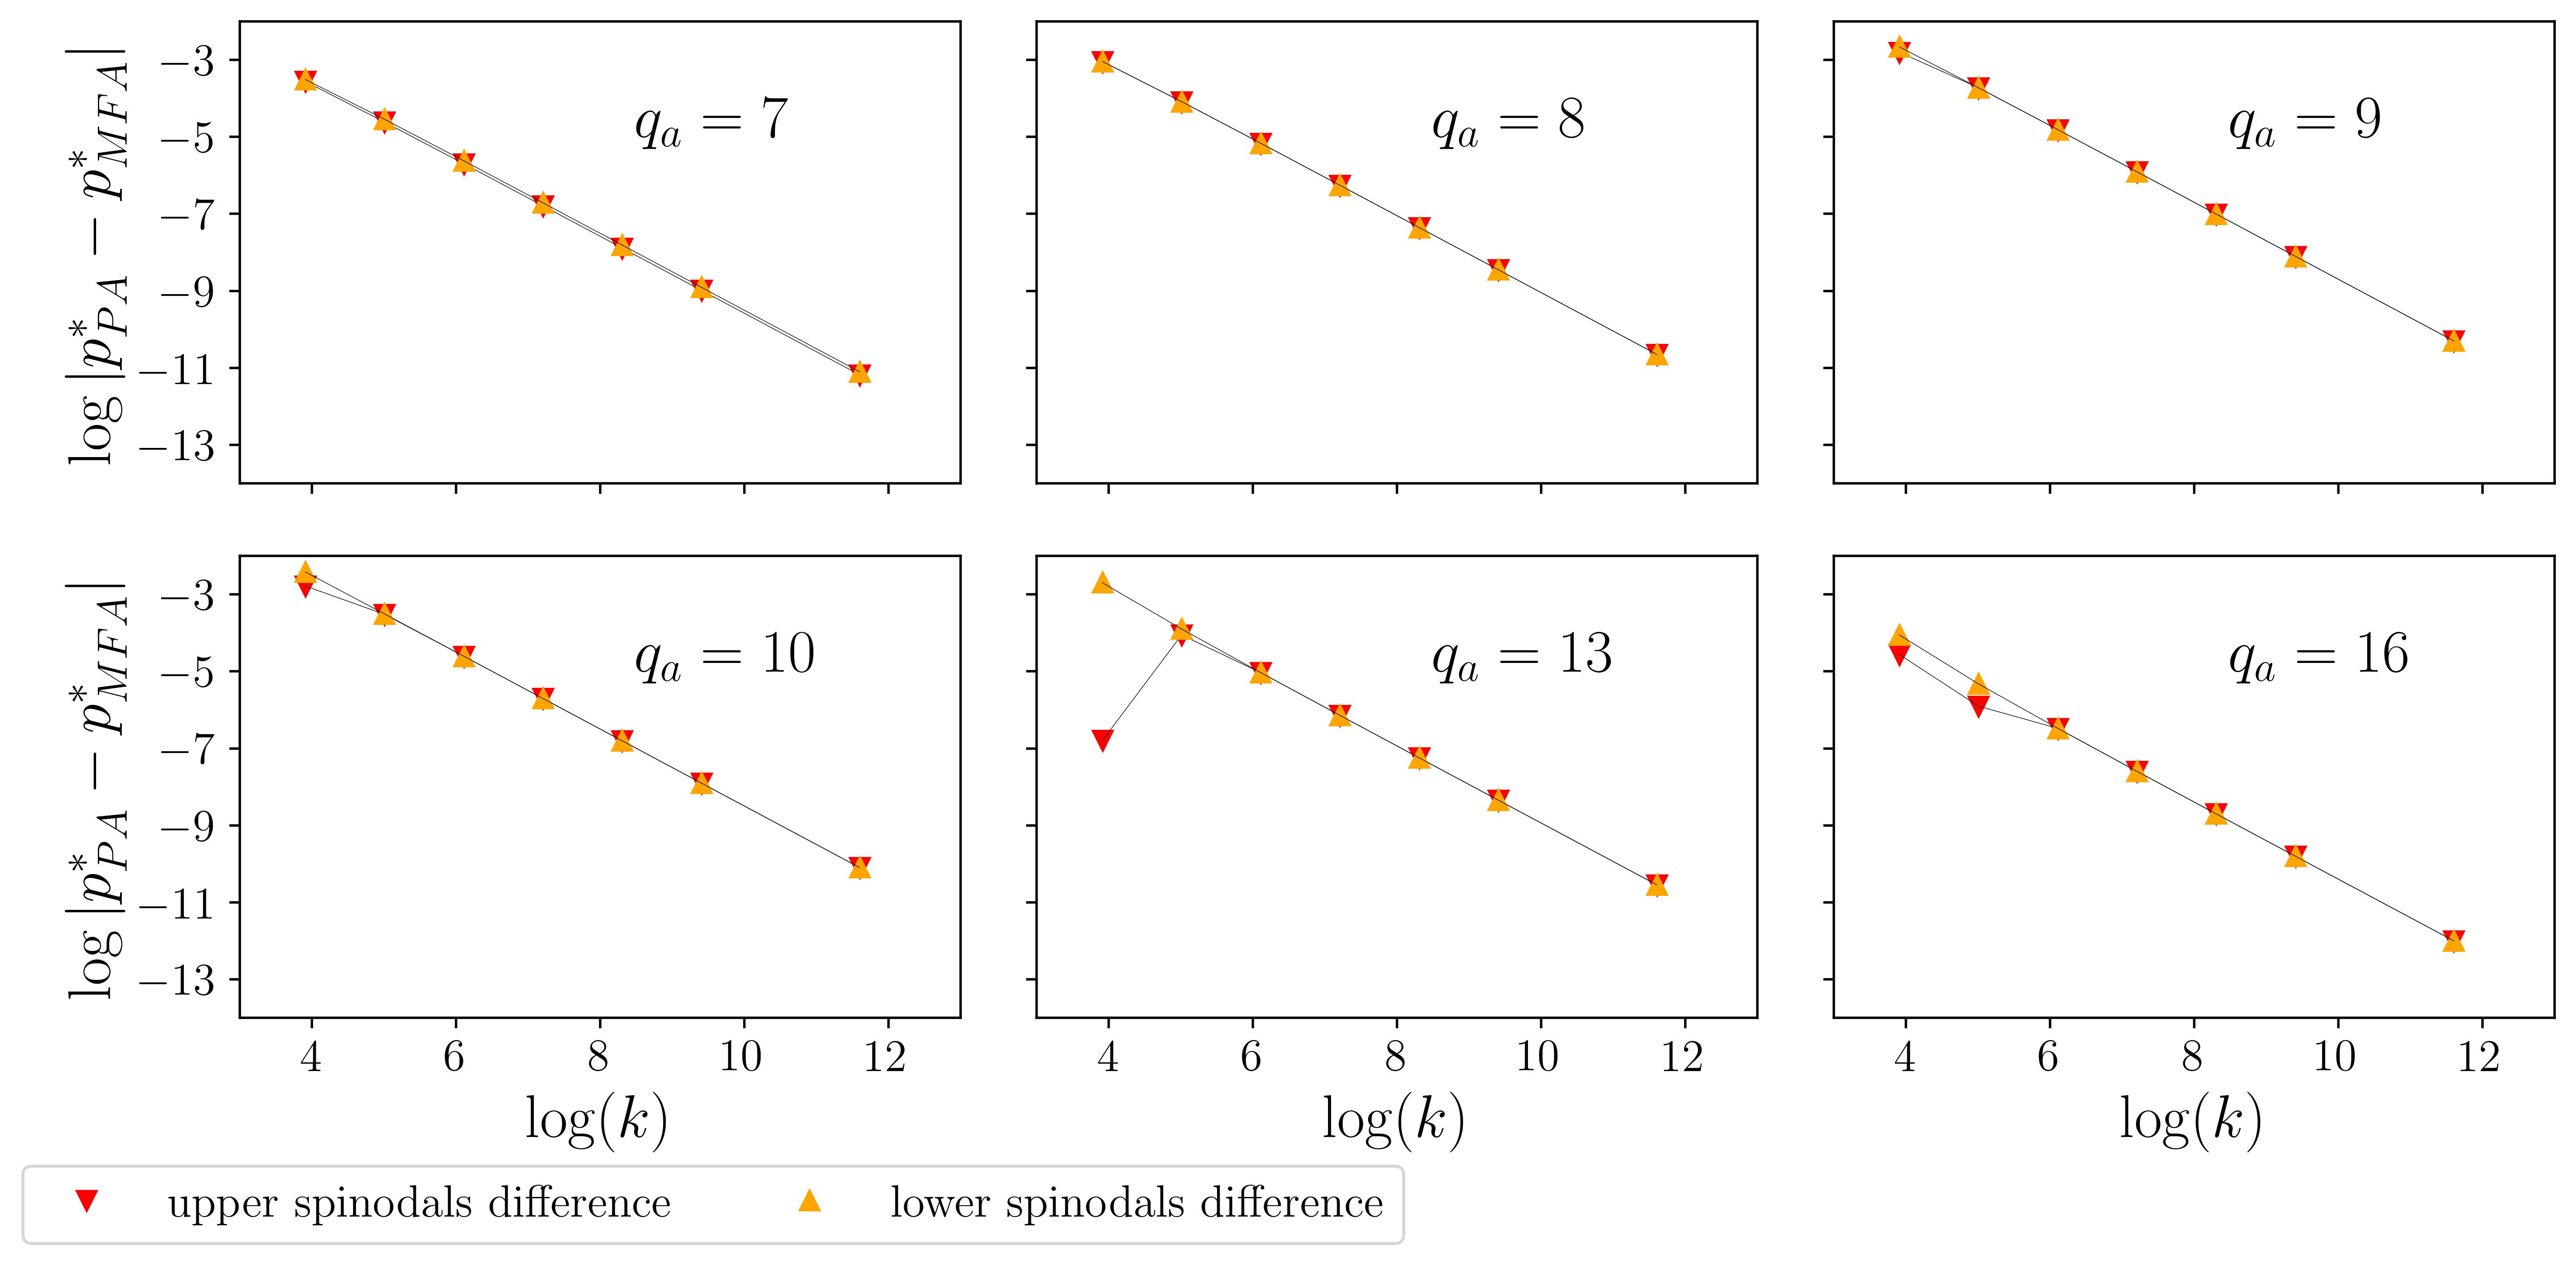 log |p*_PA − p*_MFA|
−3
−5
−7
−9
−11
−13
q_a = 7
q_a = 8
q_a = 9
log |p*_PA − p*_MFA|
−3
−5
−7
−9
−11
−13
q_a = 10
q_a = 13
q_a = 16
4 6 8 10 12
4 6 8 10 12
4 6 8 10 12
log(k)
log(k)
log(k)
upper spinodals difference
lower spinodals difference